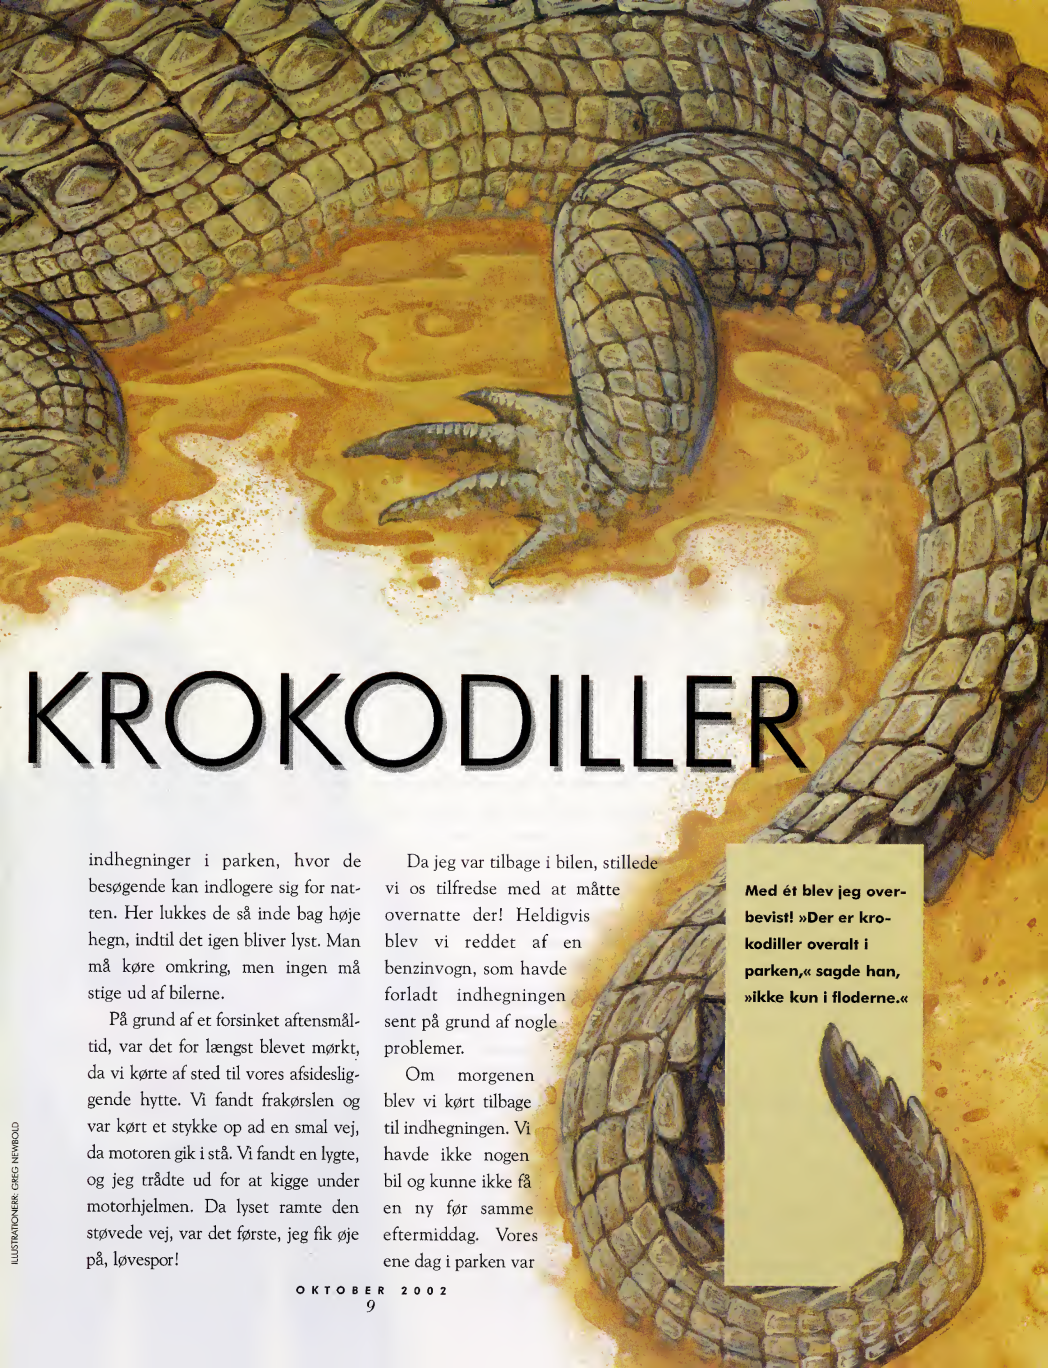 KROKODILLER
indhegninger i parken, hvor de
besøgende kan indlogere sig for nat-
ten. Her lukkes de så inde bag høje
hegn, indtil det igen bliver lyst. Man
må køre omkring, men ingen må
stige ud af bilerne.
På grund af et forsinket aftensmål-
tid, var det for længst blevet mørkt,
da vi kørte af sted til vores afsideslig-
gende hytte. Vi fandt frakørslen og
var kørt et stykke op ad en smal vej,
da motoren gik i stå. Vi fandt en lygte,
og jeg trådte ud for at kigge under
motorhjelmen. Da lyset ramte den
støvede vej, var det første, jeg fik øje
på, løvespor!
Da jeg var tilbage i bilen, stillede
vi os tilfredse med at måtte
overnatte der! Heldigvis
blev vi reddet af en
benzinvogn, som havde
forladt indhegningen
sent på grund af nogle
problemer.
Om morgenen
blev vi kørt tilbage
til indhegningen. Vi
havde ikke nogen
bil og kunne ikke få
en ny før samme
eftermiddag. Vores
ene dag i parken var
Med ét blev jeg over-
bevist! »Der er kro-
kodiller overalt i
parken,« sagde han,
»ikke kun i floderne.«
ILLUSTRATIONERR: GREG NEWBOLD
OKTOBER 2002
9